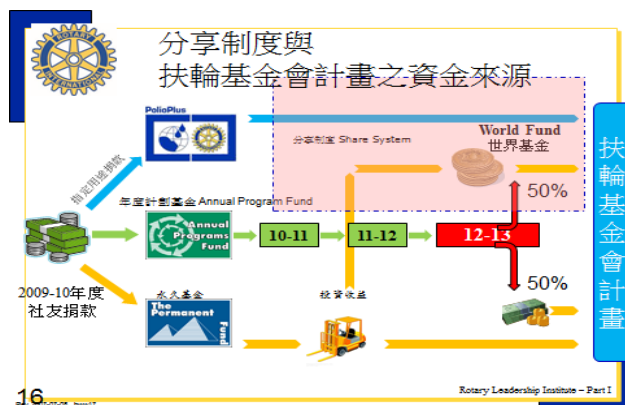 ROTARY
INTERNATIONAL
分享制度與
扶輪基金會計畫之資金來源
PolioPlus
分享制度 Share System
World Fund
世界基金
指定用途捐款
年度計劃基金 Annual Program Fund
50%
Annual
Programs
Fund
10-11
11-12
12-13
扶輪基金會計畫
2009-10年度
社友捐款
永久基金
The
Permanent
Fund
投資收益
50%
16
Rotary Leadership Institute – Part I